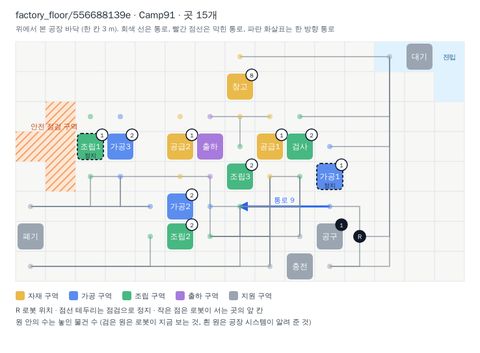 factory_floor/556688139e · Camp91 · 곳 15개
위에서 본 공장 바닥 (한 칸 3 m). 회색 선은 통로, 빨간 점선은 막힌 통로, 파란 화살표는 한 방향 통로
대기
진입
창고
8
안전 점검 구역
조립1
정지
1
가공3
2
공급2
1
출하
공급1
1
검사
2
조립3
2
가공1
정지
1
통로 9
가공2
2
폐기
조립2
2
공구
1
R
충전
자재 구역
가공 구역
조립 구역
출하 구역
지원 구역
R 로봇 위치 · 점선 테두리는 점검으로 정지 · 작은 점은 로봇이 서는 곳의 앞 칸
원 안의 수는 놓인 물건 수 (검은 원은 로봇이 지금 보는 것, 흰 원은 공장 시스템이 알려 준 것)